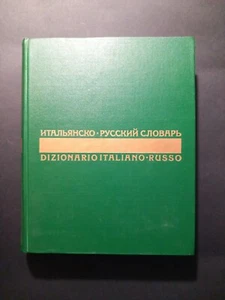 ИТАЛЬЯНСКО·РУССКИЙ СЛОВАРЬ
DIZIONARIO ITALIANO·RUSSO